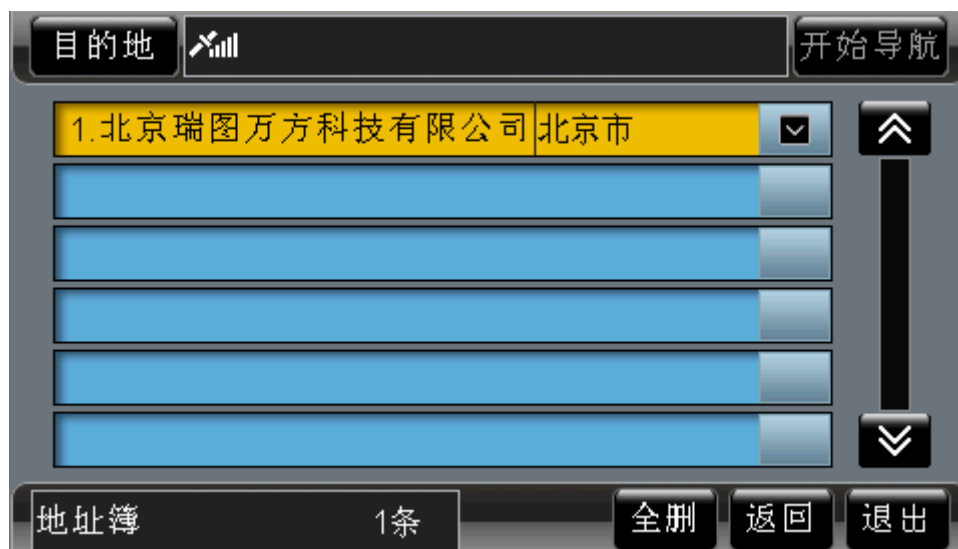 目的地 开始导航
1.北京瑞图万方科技有限公司 北京市
地址簿 1条 全删 返回 退出